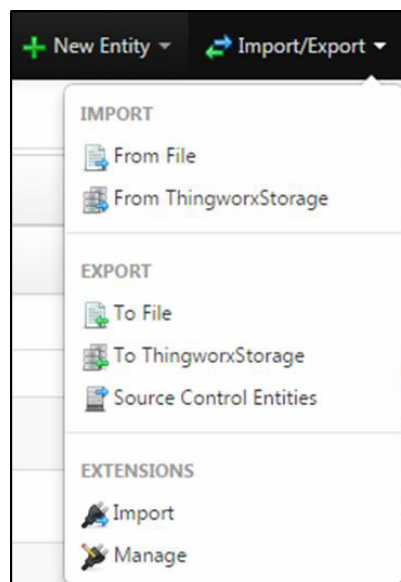 New Entity Import/Export
IMPORT
From File
From ThingworxStorage
EXPORT
To File
To ThingworxStorage
Source Control Entities
EXTENSIONS
Import
Manage